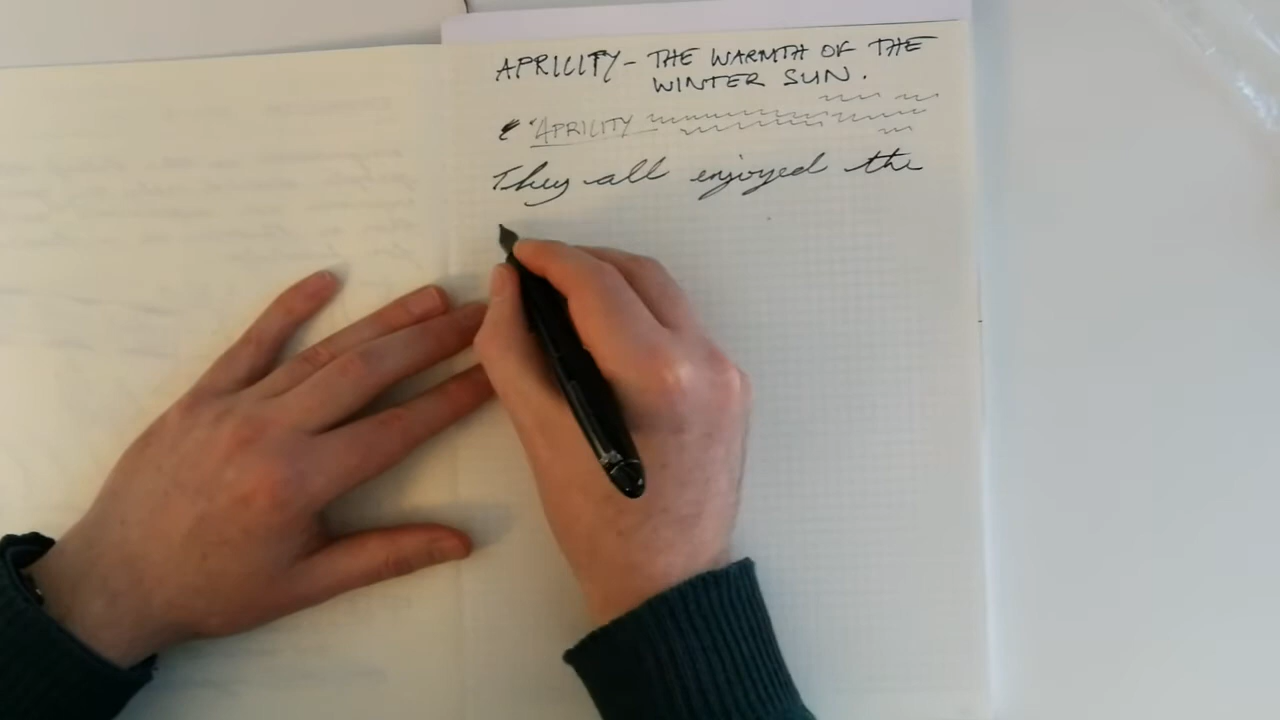 APRICITY - THE WARMTH OF THE
WINTER SUN.
"APRICITY
They all enjoyed the